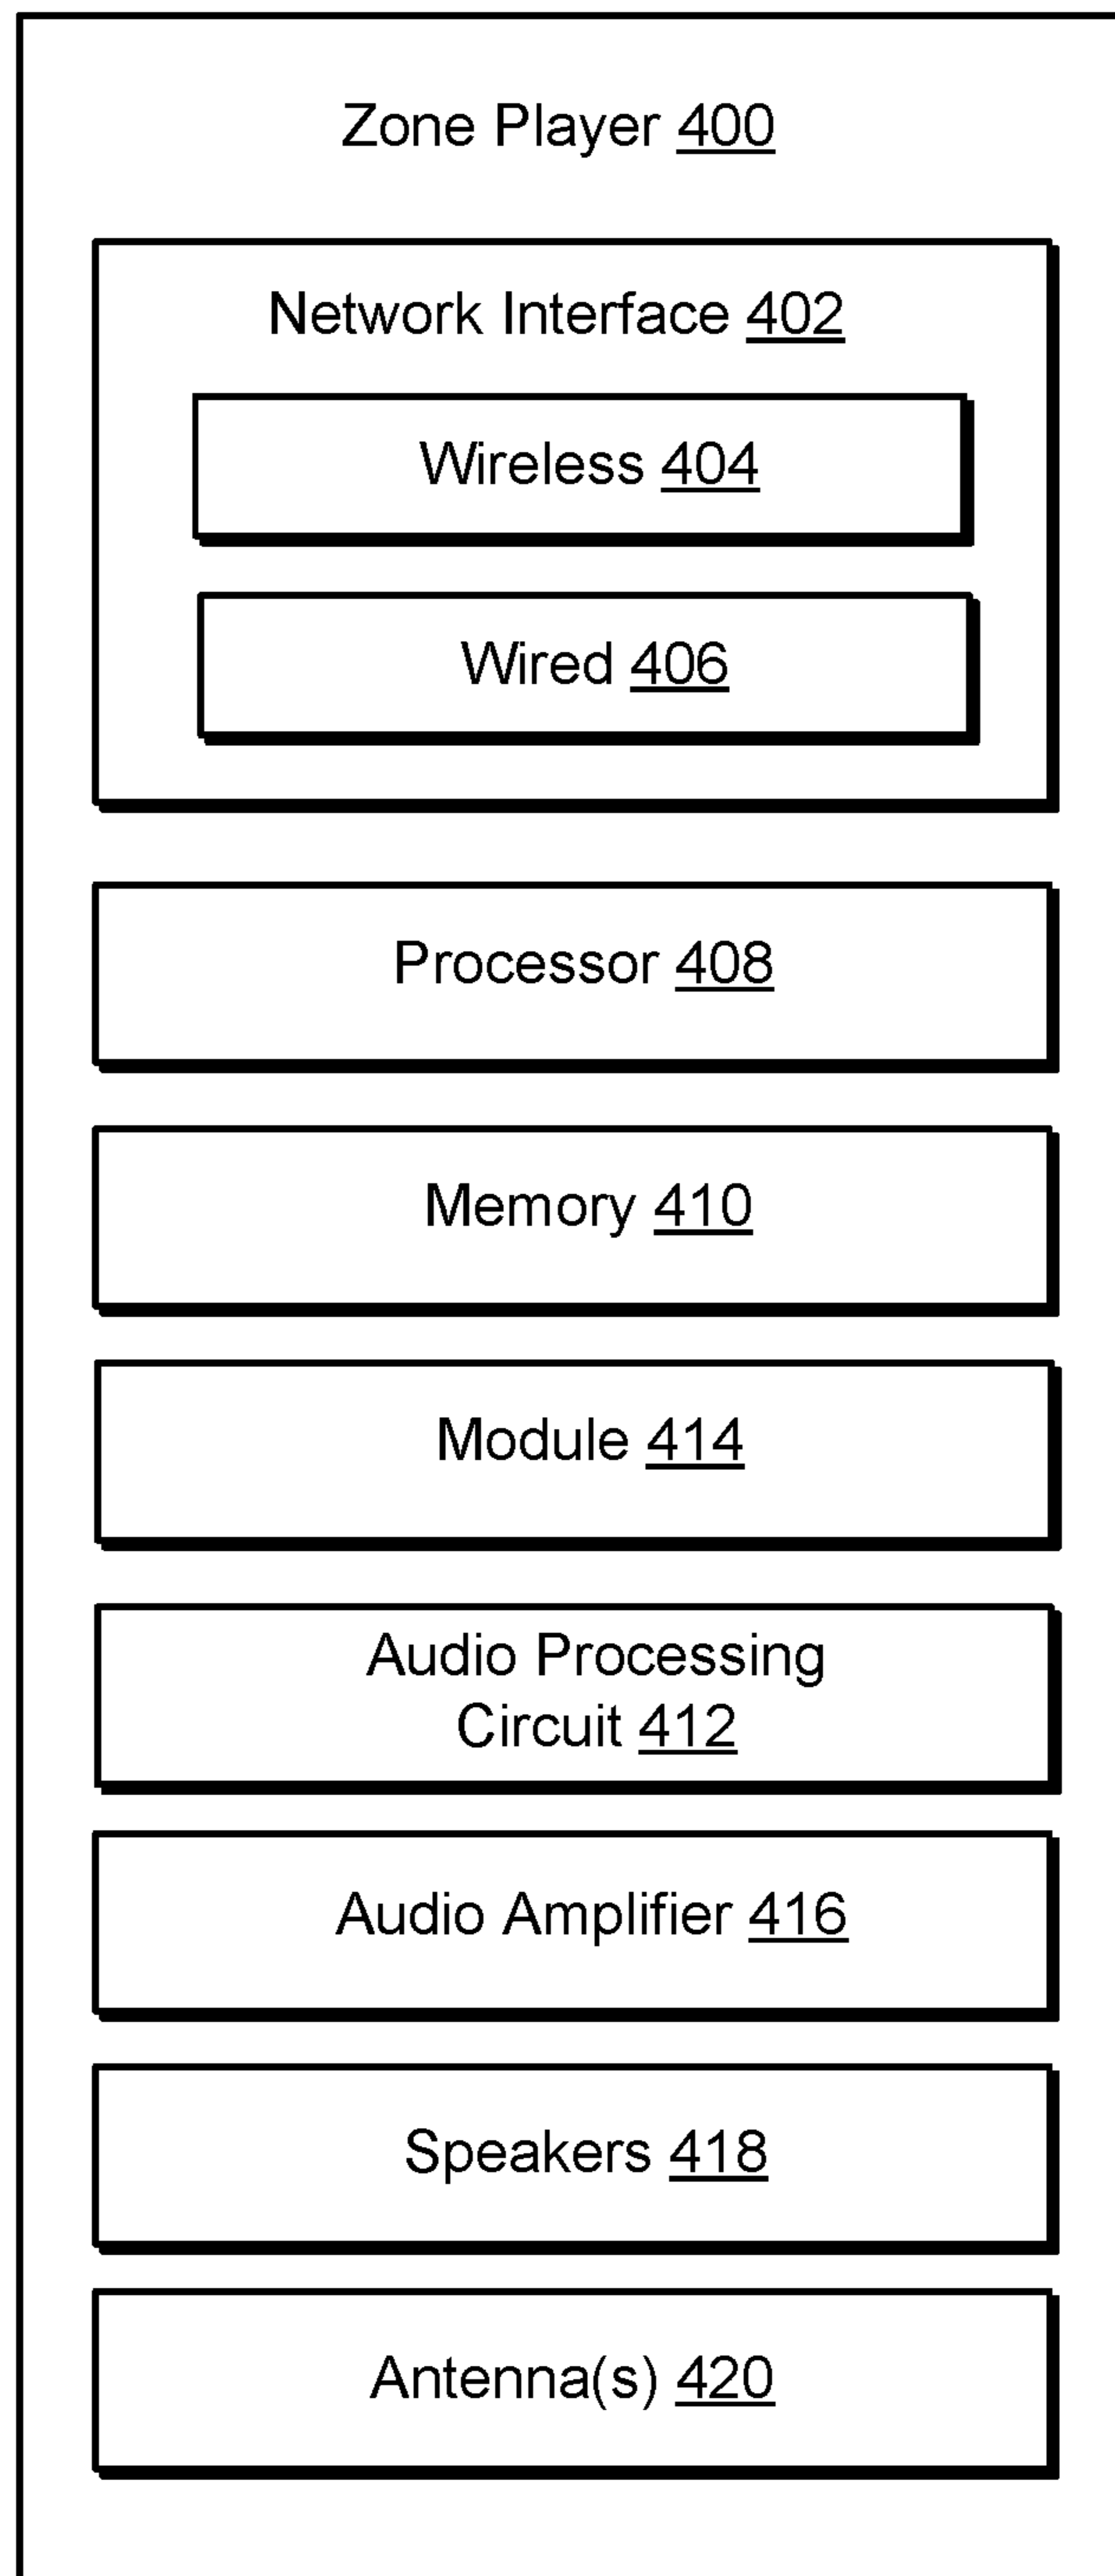 Zone Player 400
Network Interface 402
Wireless 404
Wired 406
Processor 408
Memory 410
Module 414
Audio Processing
Circuit 412
Audio Amplifier 416
Speakers 418
Antenna(s) 420